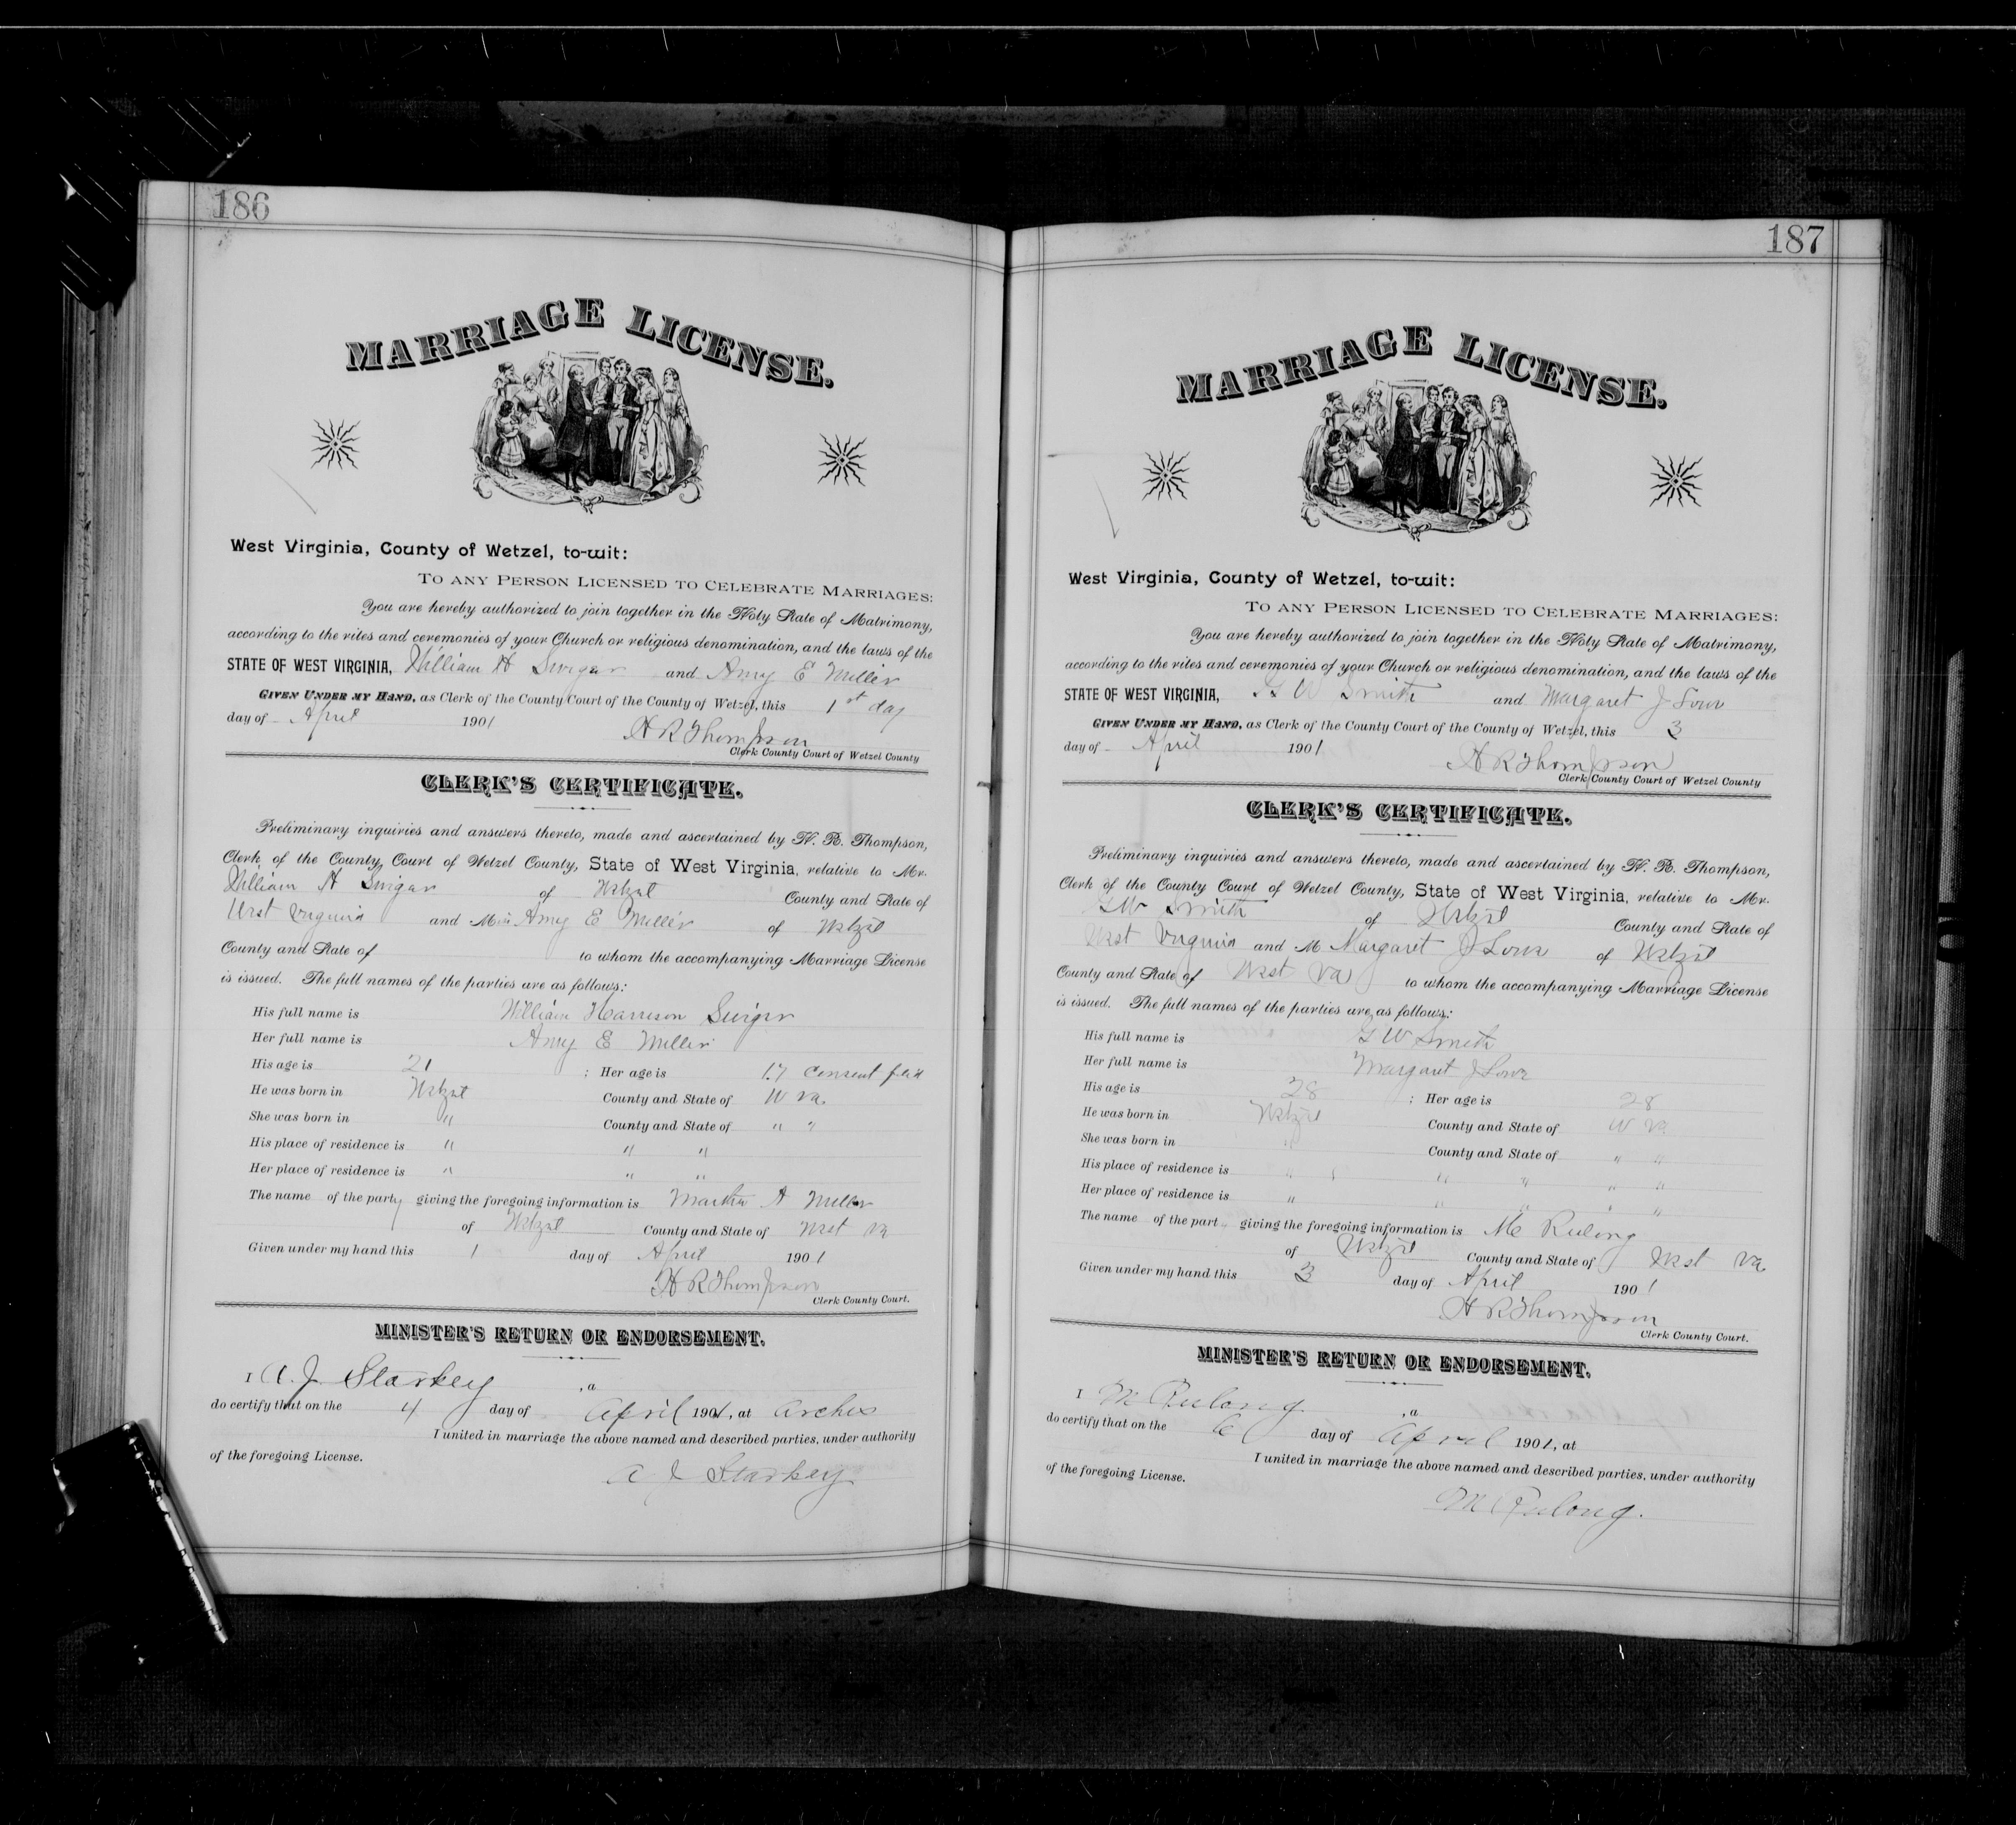 186
MARRIAGE LICENSE.
West Virginia, County of Wetzel, to-wit:
TO ANY PERSON LICENSED TO CELEBRATE MARRIAGES:
You are hereby authorized to join together in the Holy State of Matrimony,
according to the rites and ceremonies of your Church or religious denomination, and the laws of the
STATE OF WEST VIRGINIA, William H Swiger and Amy E Miller
GIVEN UNDER MY HAND, as Clerk of the County Court of the County of Wetzel, this 1st day
day of April 1901
H R Thompson
Clerk County Court of Wetzel County
CLERK'S CERTIFICATE.
Preliminary inquiries and answers thereto, made and ascertained by H. R. Thompson,
Clerk of the County Court of Wetzel County, State of West Virginia, relative to Mr.
William H Swiger of Wetzel County and State of
West Virginia and Miss Amy E Miller of Wetzel
County and State of to whom the accompanying Marriage License
is issued. The full names of the parties are as follows:
His full name is William Harrison Swiger
Her full name is Amy E Miller
His age is 21 ; Her age is 17 Consent filed
He was born in Wetzel County and State of W Va
She was born in " County and State of " "
His place of residence is " " "
Her place of residence is " " "
The name of the party giving the foregoing information is A Miller
of Wetzel County and State of West Va
Given under my hand this 1 day of April 1901
H R Thompson
Clerk County Court.
MINISTER'S RETURN OR ENDORSEMENT.
I A. J. Starkey , a
do certify that on the 4 day of April 1901, at Arches
I united in marriage the above named and described parties, under authority
of the foregoing License.
A J Starkey
187
MARRIAGE LICENSE.
West Virginia, County of Wetzel, to-wit:
TO ANY PERSON LICENSED TO CELEBRATE MARRIAGES:
You are hereby authorized to join together in the Holy State of Matrimony,
according to the rites and ceremonies of your Church or religious denomination, and the laws of the
STATE OF WEST VIRGINIA, G W Smith and Margaret J
GIVEN UNDER MY HAND, as Clerk of the County Court of the County of Wetzel, this 3
day of April 1901
H R Thompson
Clerk County Court of Wetzel County
CLERK'S CERTIFICATE.
Preliminary inquiries and answers thereto, made and ascertained by H. R. Thompson,
Clerk of the County Court of Wetzel County, State of West Virginia, relative to Mr.
G W Smith of Wetzel County and State of
West Virginia and M Margaret J of Wetzel
County and State of West Va to whom the accompanying Marriage License
is issued. The full names of the parties are as follows:
His full name is G W Smith
Her full name is Margaret J
His age is 28 ; Her age is 28
He was born in Wetzel County and State of W Va
She was born in " County and State of " "
His place of residence is " " " " "
Her place of residence is " " " " "
The name of the part giving the foregoing information is M Rulong
of Wetzel County and State of West Va
Given under my hand this 3 day of April 1901
H R Thompson
Clerk County Court.
MINISTER'S RETURN OR ENDORSEMENT.
I M Rulong , a
do certify that on the 6 day of April 1901, at
I united in marriage the above named and described parties, under authority
of the foregoing License.
M Rulong.